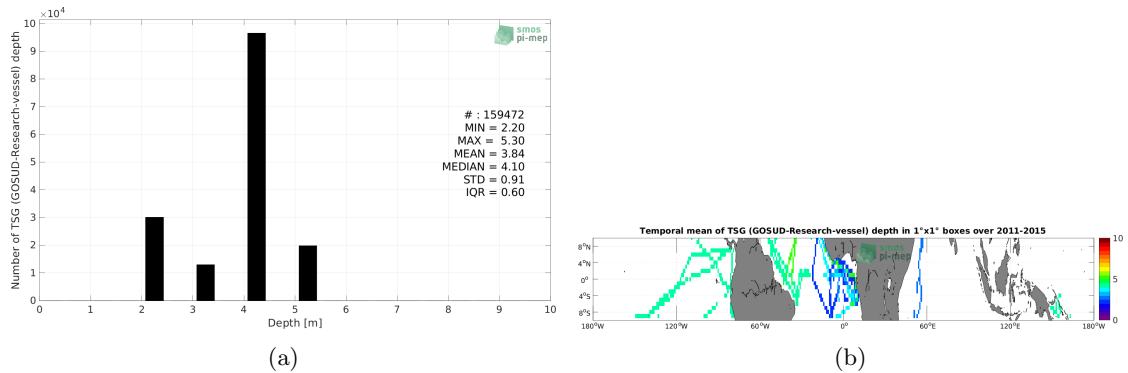 ×10⁴
10
9
8
7
6
5
4
3
2
1
0
Number of TSG (GOSUD-Research-vessel) depth
smos
pi-mep
# : 159472
MIN = 2.20
MAX = 5.30
MEAN = 3.84
MEDIAN = 4.10
STD = 0.91
IQR = 0.60
0 1 2 3 4 5 6 7 8 9 10
Depth [m]
(a)
Temporal mean of TSG (GOSUD-Research-vessel) depth in 1°x1° boxes over 2011-2015
smos
pi-mep
8°N
4°N
0°
4°S
8°S
180°W 120°W 60°W 0° 60°E 120°E 180°W
10
5
0
(b)